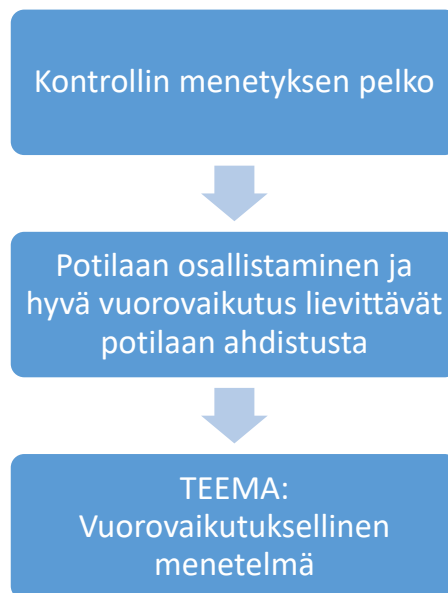 Kontrollin menetyksen pelko
Potilaan osallistaminen ja
hyvä vuorovaikutus lievittävät
potilaan ahdistusta
TEEMA:
Vuorovaikutuksellinen
menetelmä